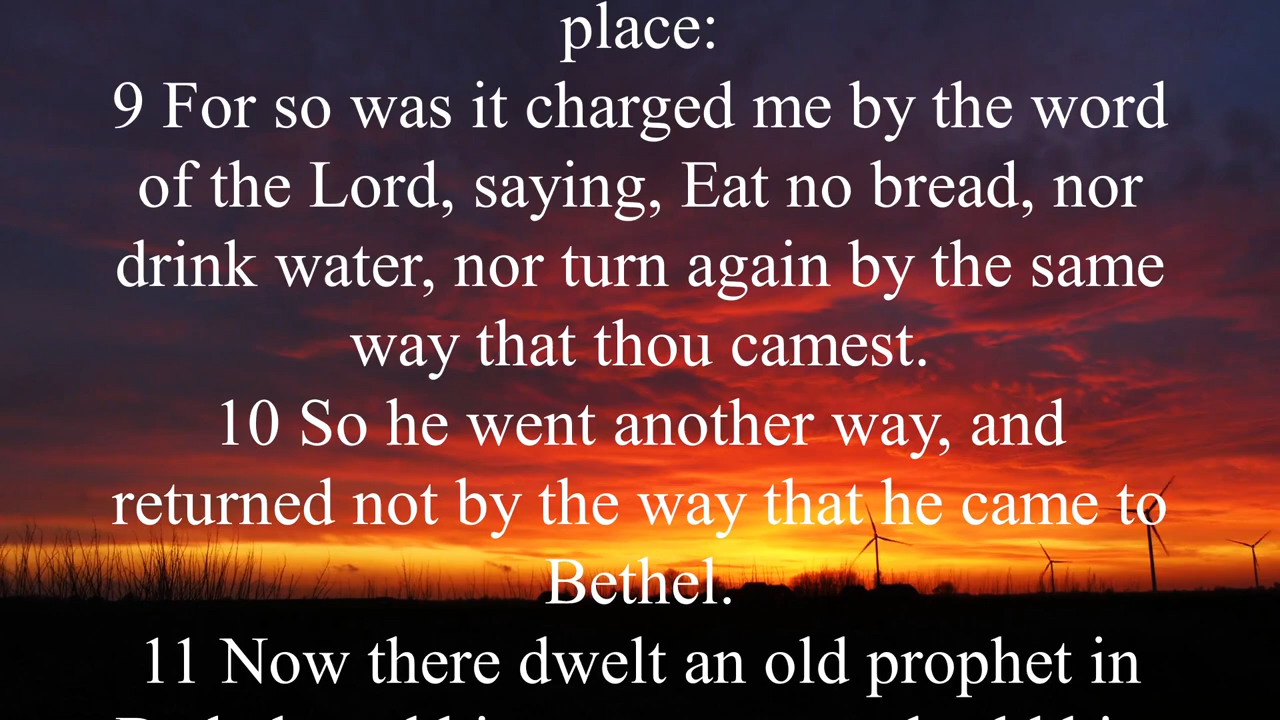 place:
9 For so was it charged me by the word
of the Lord, saying, Eat no bread, nor
drink water, nor turn again by the same
way that thou camest.
10 So he went another way, and
returned not by the way that he came to
Bethel.
11 Now there dwelt an old prophet in